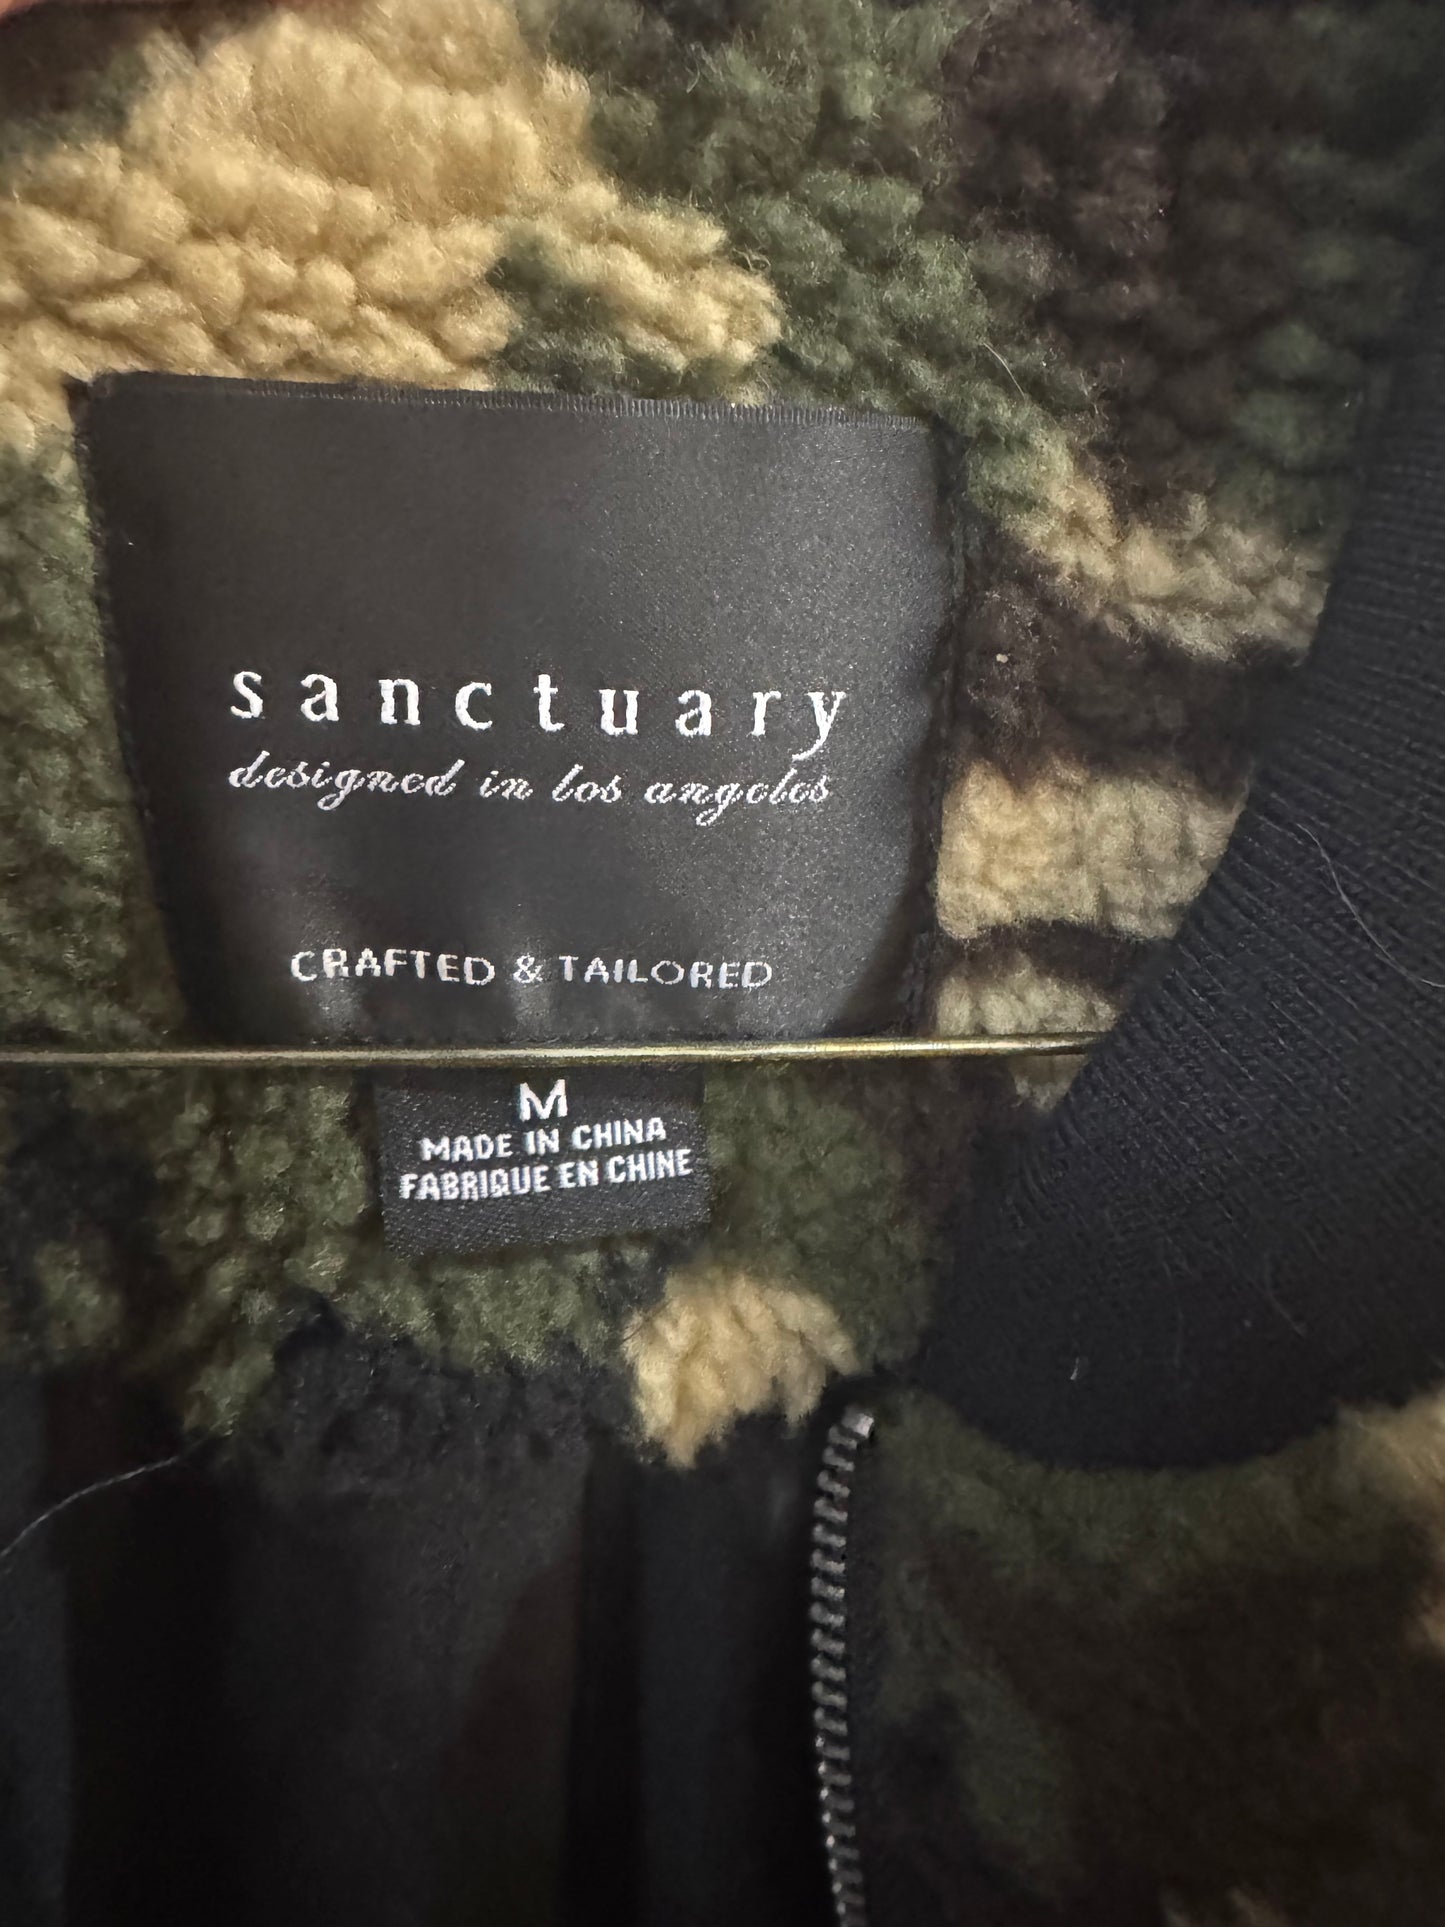 sanctuary
designed in los angeles
CRAFTED & TAILORED
M
MADE IN CHINA
FABRIQUE EN CHINE